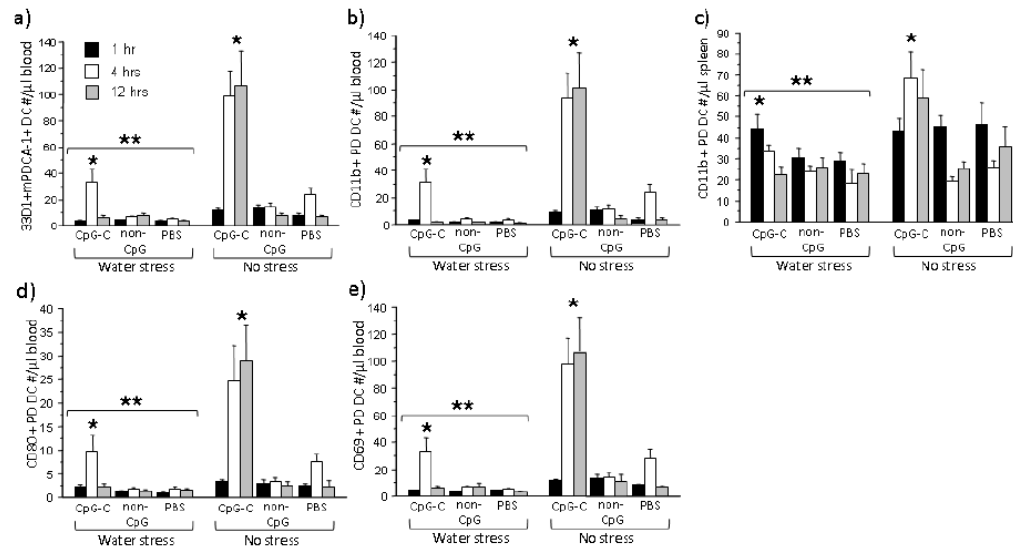 a)
33D1+mPDCA-1+ DC #/µl blood
140
120
100
80
60
40
20
0
1 hr
4 hrs
12 hrs
**
*
*
CpG-C non- PBS CpG-C non- PBS
CpG CpG
Water stress No stress
b)
CD11b+ PD DC #/µl blood
140
120
100
80
60
40
20
0
**
*
*
CpG-C non- PBS CpG-C non- PBS
CpG CpG
Water stress No stress
c)
CD11b + PD DC #/µl spleen
90
80
70
60
50
40
30
20
10
0
**
*
*
CpG-C non- PBS CpG-C non- PBS
CpG CpG
Water stress No stress
d)
CD80+ PD DC #/µl blood
40
35
30
25
20
15
10
5
0
**
*
*
CpG-C non- PBS CpG-C non- PBS
CpG CpG
Water stress No stress
e)
CD69+ PD DC #/µl blood
140
120
100
80
60
40
20
0
**
*
*
CpG-C non- PBS CpG-C non- PBS
CpG CpG
Water stress No stress